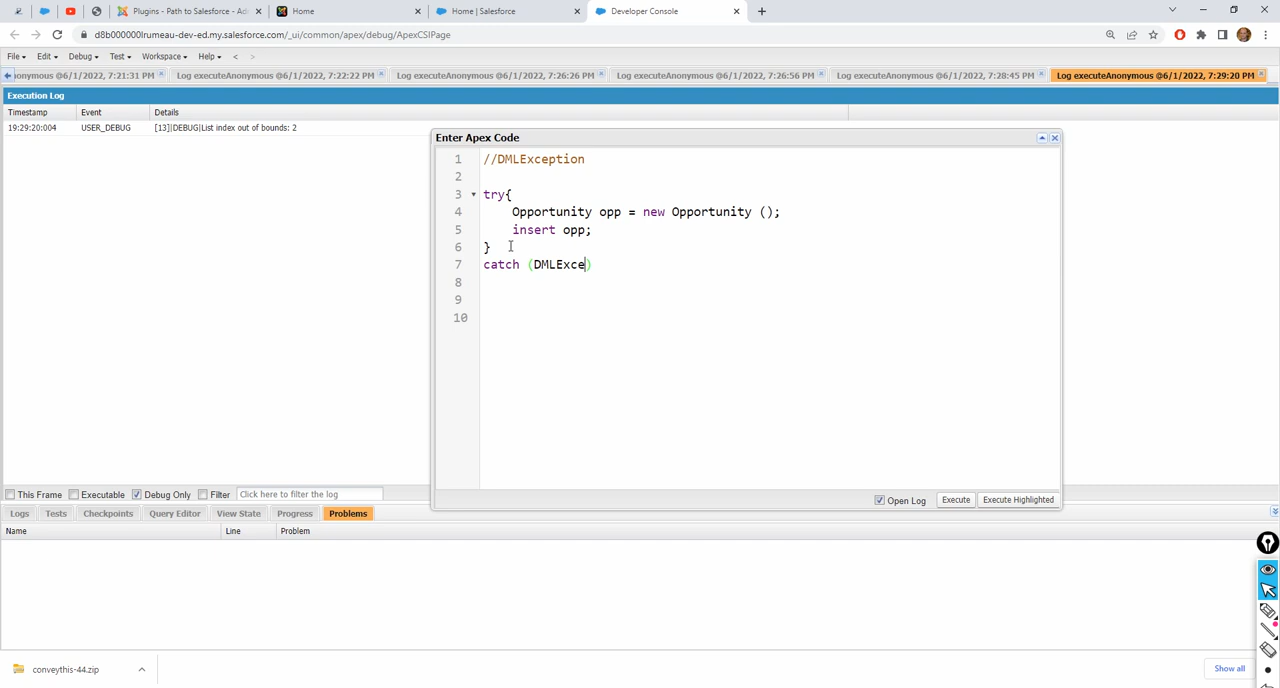 Plugins - Path to Salesforce - Ad
Home
Home | Salesforce
Developer Console
d8b000000lrumeau-dev-ed.my.salesforce.com/_ui/common/apex/debug/ApexCSIPage
File Edit Debug Test Workspace Help < >
onymous @6/1/2022, 7:21:31 PM
Log executeAnonymous @6/1/2022, 7:22:22 PM
Log executeAnonymous @6/1/2022, 7:26:26 PM
Log executeAnonymous @6/1/2022, 7:26:56 PM
Log executeAnonymous @6/1/2022, 7:28:45 PM
Log executeAnonymous @6/1/2022, 7:29:20 PM
Execution Log
Timestamp Event Details
19:29:20:004 USER_DEBUG [13]|DEBUG|List index out of bounds: 2
Enter Apex Code
1 //DMLException
2
3 try{
4 Opportunity opp = new Opportunity ();
5 insert opp;
6 }
7 catch (DMLExce)
8
9
10
Open Log Execute Execute Highlighted
This Frame Executable Debug Only Filter Click here to filter the log
Logs Tests Checkpoints Query Editor View State Progress Problems
Name Line Problem
conveythis-44.zip
Show all